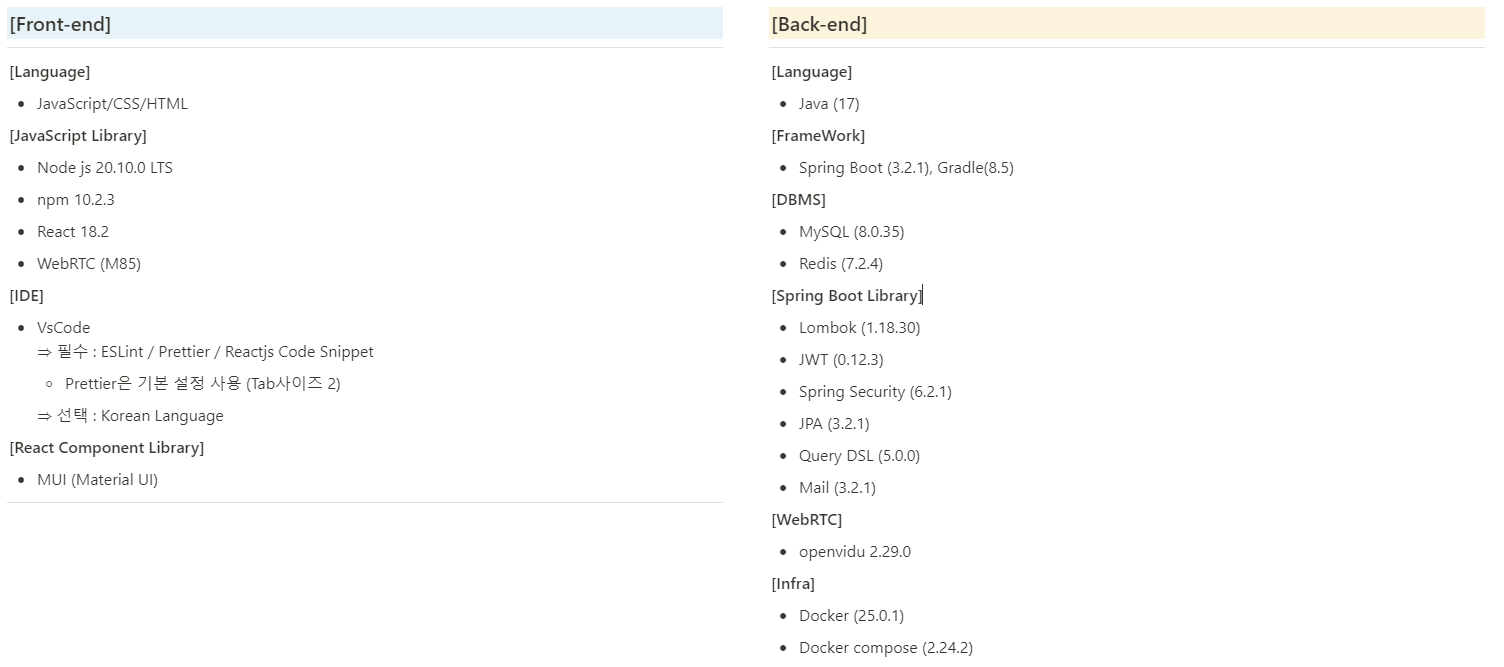 [Front-end]
[Language]
• JavaScript/CSS/HTML
[JavaScript Library]
• Node js 20.10.0 LTS
• npm 10.2.3
• React 18.2
• WebRTC (M85)
[IDE]
• VsCode
⇒ 필수 : ESLint / Prettier / Reactjs Code Snippet
◦ Prettier은 기본 설정 사용 (Tab사이즈 2)
⇒ 선택 : Korean Language
[React Component Library]
• MUI (Material UI)
[Back-end]
[Language]
• Java (17)
[FrameWork]
• Spring Boot (3.2.1), Gradle(8.5)
[DBMS]
• MySQL (8.0.35)
• Redis (7.2.4)
[Spring Boot Library]
• Lombok (1.18.30)
• JWT (0.12.3)
• Spring Security (6.2.1)
• JPA (3.2.1)
• Query DSL (5.0.0)
• Mail (3.2.1)
[WebRTC]
• openvidu 2.29.0
[Infra]
• Docker (25.0.1)
• Docker compose (2.24.2)